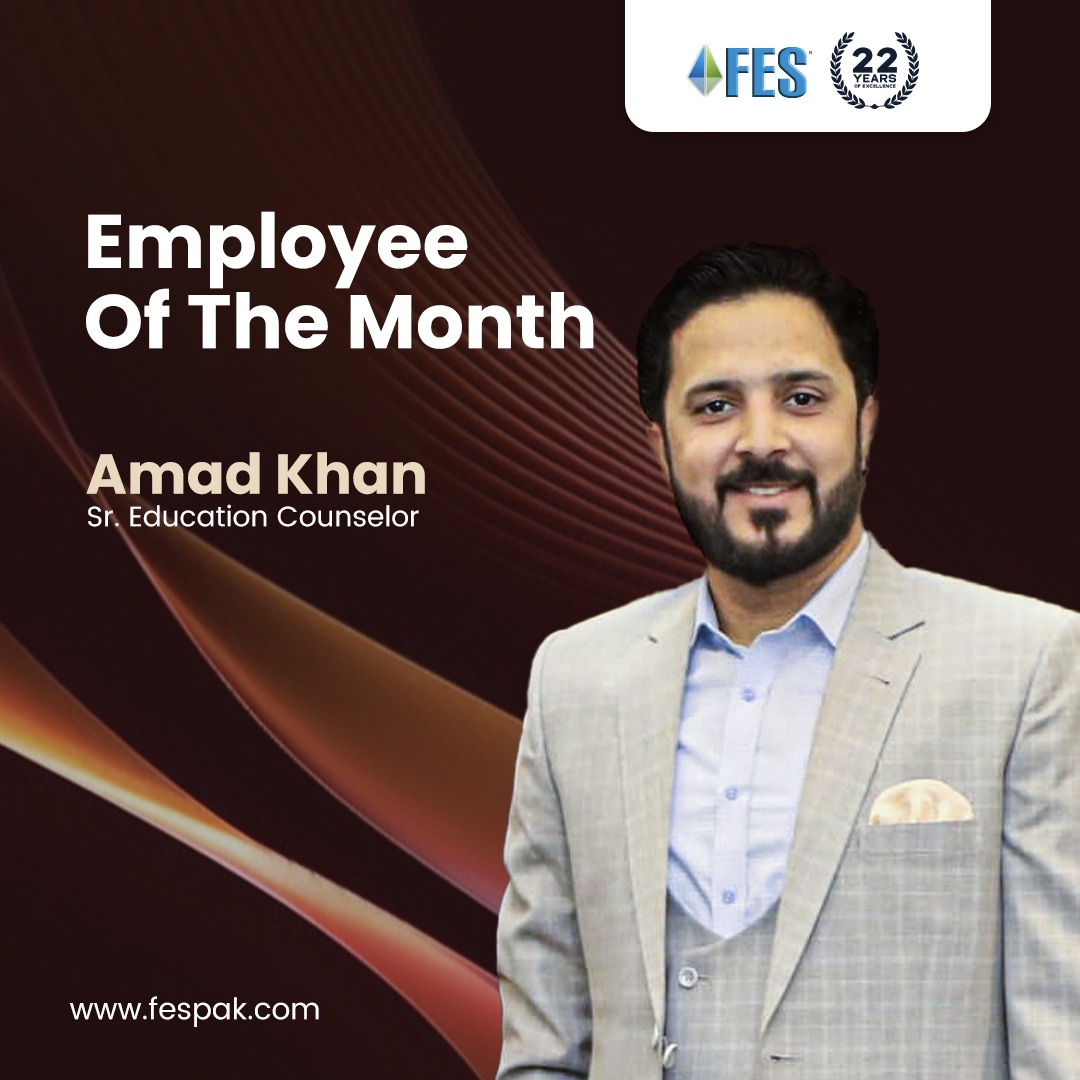 FES
22
YEARS
OF EXCELLENCE
Employee
Of The Month
Amad Khan
Sr. Education Counselor
www.fespak.com